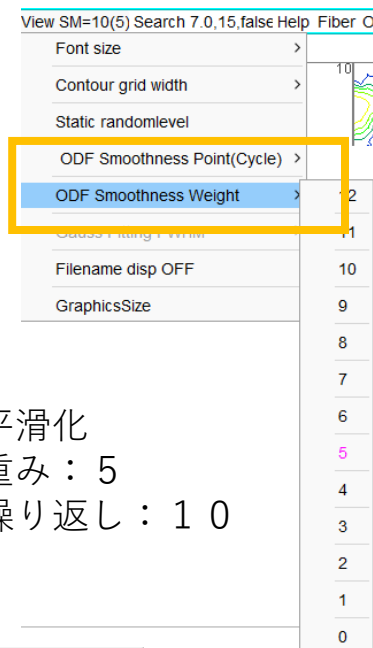 View SM=10(5) Search 7.0,15,false Help Fiber
Font size >
10
Contour grid width >
Static randomlevel
ODF Smoothness Point(Cycle) >
ODF Smoothness Weight >
12
11
Filename disp OFF
10
GraphicsSize
9
8
7
平滑化
6
重み：５
5
繰り返し：１０
4
3
2
1
0